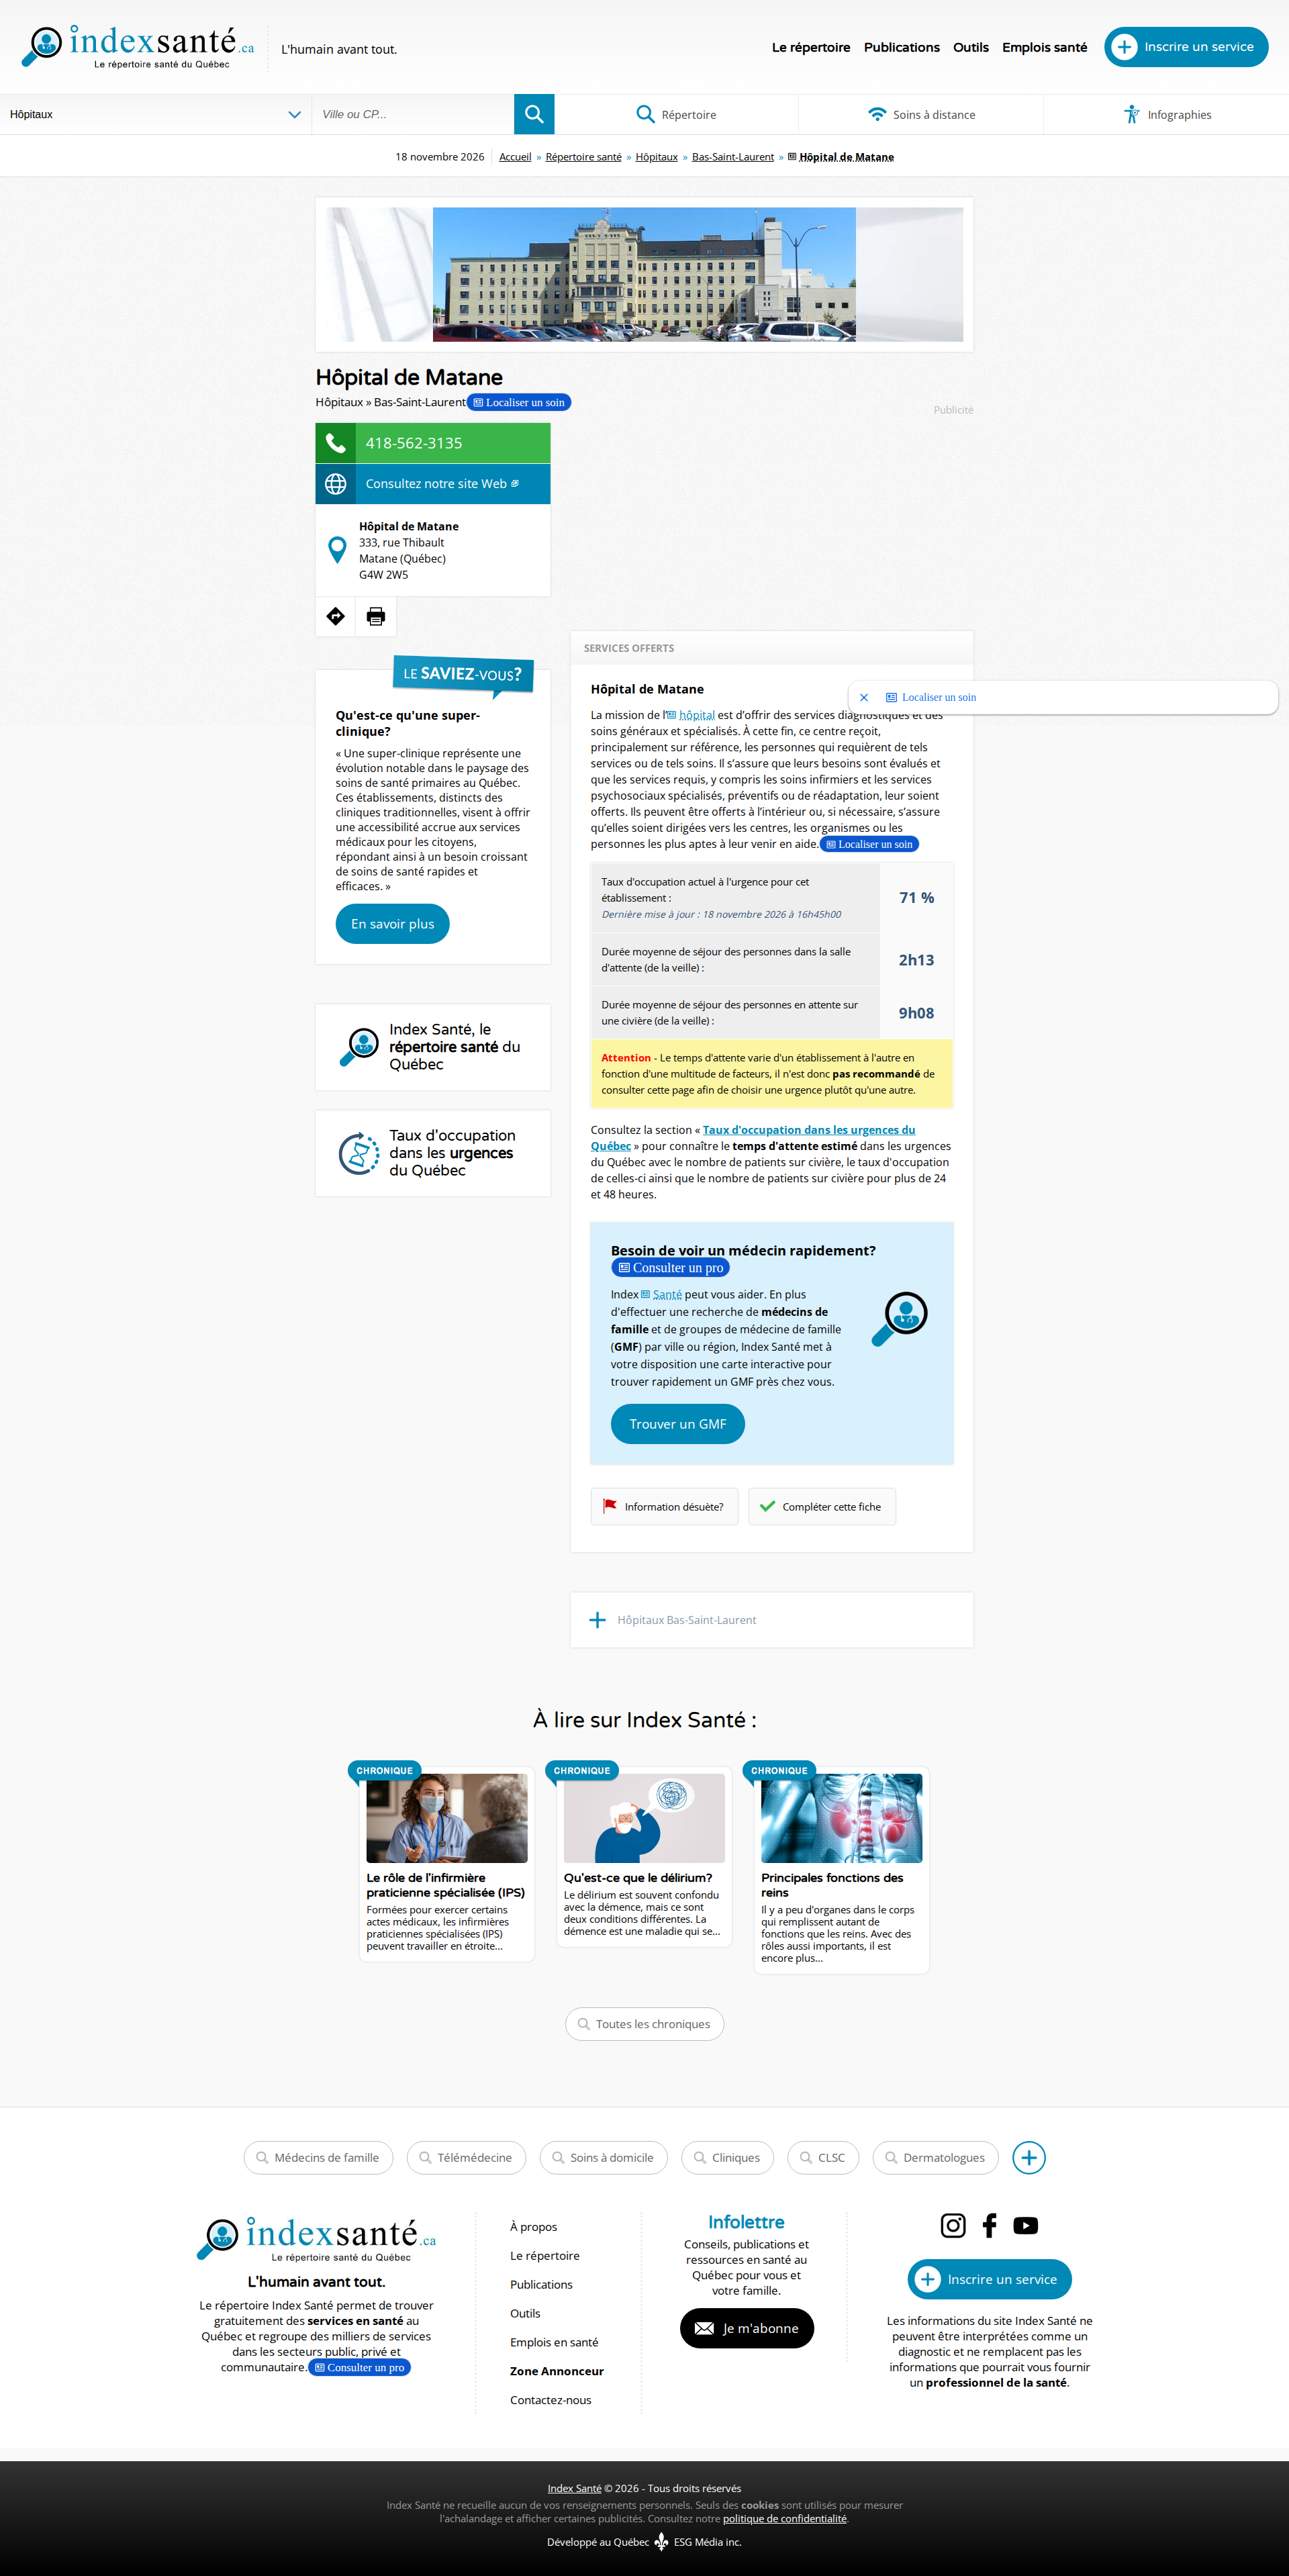 indexsanté.ca
Le répertoire santé du Québec
L'humain avant tout.
Le répertoire
Publications
Outils
Emplois santé
Inscrire un service
Hôpitaux
Ville ou CP...
Répertoire
Soins à distance
Infographies
18 novembre 2026
Accueil » Répertoire santé » Hôpitaux » Bas-Saint-Laurent » Hôpital de Matane
Hôpital de Matane
Hôpitaux » Bas-Saint-Laurent Localiser un soin
Publicité
418-562-3135
Consultez notre site Web
Hôpital de Matane
333, rue Thibault
Matane (Québec)
G4W 2W5
LE SAVIEZ-VOUS?
Qu'est-ce qu'une super-
clinique?
« Une super-clinique représente une
évolution notable dans le paysage des
soins de santé primaires au Québec.
Ces établissements, distincts des
cliniques traditionnelles, visent à offrir
une accessibilité accrue aux services
médicaux pour les citoyens,
répondant ainsi à un besoin croissant
de soins de santé rapides et
efficaces. »
En savoir plus
Index Santé, le
répertoire santé du
Québec
Taux d'occupation
dans les urgences
du Québec
SERVICES OFFERTS
Hôpital de Matane
Localiser un soin
La mission de l’hôpital est d’offrir des services diagnostiques et des
soins généraux et spécialisés. À cette fin, ce centre reçoit,
principalement sur référence, les personnes qui requièrent de tels
services ou de tels soins. Il s’assure que leurs besoins sont évalués et
que les services requis, y compris les soins infirmiers et les services
psychosociaux spécialisés, préventifs ou de réadaptation, leur soient
offerts. Ils peuvent être offerts à l’intérieur ou, si nécessaire, s’assure
qu’elles soient dirigées vers les centres, les organismes ou les
personnes les plus aptes à leur venir en aide. Localiser un soin
Taux d'occupation actuel à l'urgence pour cet
établissement :
Dernière mise à jour : 18 novembre 2026 à 16h45h00
71 %
Durée moyenne de séjour des personnes dans la salle
d'attente (de la veille) :
2h13
Durée moyenne de séjour des personnes en attente sur
une civière (de la veille) :
9h08
Attention - Le temps d'attente varie d'un établissement à l'autre en
fonction d'une multitude de facteurs, il n'est donc pas recommandé de
consulter cette page afin de choisir une urgence plutôt qu'une autre.
Consultez la section « Taux d'occupation dans les urgences du
Québec » pour connaître le temps d'attente estimé dans les urgences
du Québec avec le nombre de patients sur civière, le taux d'occupation
de celles-ci ainsi que le nombre de patients sur civière pour plus de 24
et 48 heures.
Besoin de voir un médecin rapidement?
Consulter un pro
Index Santé peut vous aider. En plus
d'effectuer une recherche de médecins de
famille et de groupes de médecine de famille
(GMF) par ville ou région, Index Santé met à
votre disposition une carte interactive pour
trouver rapidement un GMF près chez vous.
Trouver un GMF
Information désuète?
Compléter cette fiche
Hôpitaux Bas-Saint-Laurent
À lire sur Index Santé :
CHRONIQUE
Le rôle de l'infirmière
praticienne spécialisée (IPS)
Formées pour exercer certains
actes médicaux, les infirmières
praticiennes spécialisées (IPS)
peuvent travailler en étroite...
CHRONIQUE
Qu'est-ce que le délirium?
Le délirium est souvent confondu
avec la démence, mais ce sont
deux conditions différentes. La
démence est une maladie qui se...
CHRONIQUE
Principales fonctions des
reins
Il y a peu d'organes dans le corps
qui remplissent autant de
fonctions que les reins. Avec des
rôles aussi importants, il est
encore plus...
Toutes les chroniques
Médecins de famille
Télémédecine
Soins à domicile
Cliniques
CLSC
Dermatologues
indexsanté.ca
Le répertoire santé du Québec
L'humain avant tout.
Le répertoire Index Santé permet de trouver
gratuitement des services en santé au
Québec et regroupe des milliers de services
dans les secteurs public, privé et
communautaire. Consulter un pro
À propos
Le répertoire
Publications
Outils
Emplois en santé
Zone Annonceur
Contactez-nous
Infolettre
Conseils, publications et
ressources en santé au
Québec pour vous et
votre famille.
Je m'abonne
Inscrire un service
Les informations du site Index Santé ne
peuvent être interprétées comme un
diagnostic et ne remplacent pas les
informations que pourrait vous fournir
un professionnel de la santé.
Index Santé © 2026 - Tous droits réservés
Index Santé ne recueille aucun de vos renseignements personnels. Seuls des cookies sont utilisés pour mesurer
l'achalandage et afficher certaines publicités. Consultez notre politique de confidentialité.
Développé au Québec ESG Média inc.